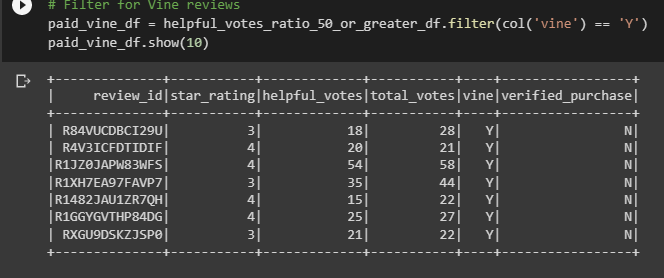 # Filter for Vine reviews
paid_vine_df = helpful_votes_ratio_50_or_greater_df.filter(col('vine') == 'Y')
paid_vine_df.show(10)
+--------------+-----------+-------------+-----------+----+-----------------+
|     review_id|star_rating|helpful_votes|total_votes|vine|verified_purchase|
+--------------+-----------+-------------+-----------+----+-----------------+
| R84VUCDBCI29U|          3|           18|         28|   Y|                N|
| R4V3ICFDTIDIF|          4|           20|         21|   Y|                N|
|R1JZ0JAPW83WFS|          4|           54|         58|   Y|                N|
|R1XH7EA97FAVP7|          3|           35|         44|   Y|                N|
|R1482JAU1ZR7QH|          4|           15|         22|   Y|                N|
|R1GGYGVTHP84DG|          4|           25|         27|   Y|                N|
| RXGU9DSKZJSP0|          3|           21|         22|   Y|                N|
+--------------+-----------+-------------+-----------+----+-----------------+